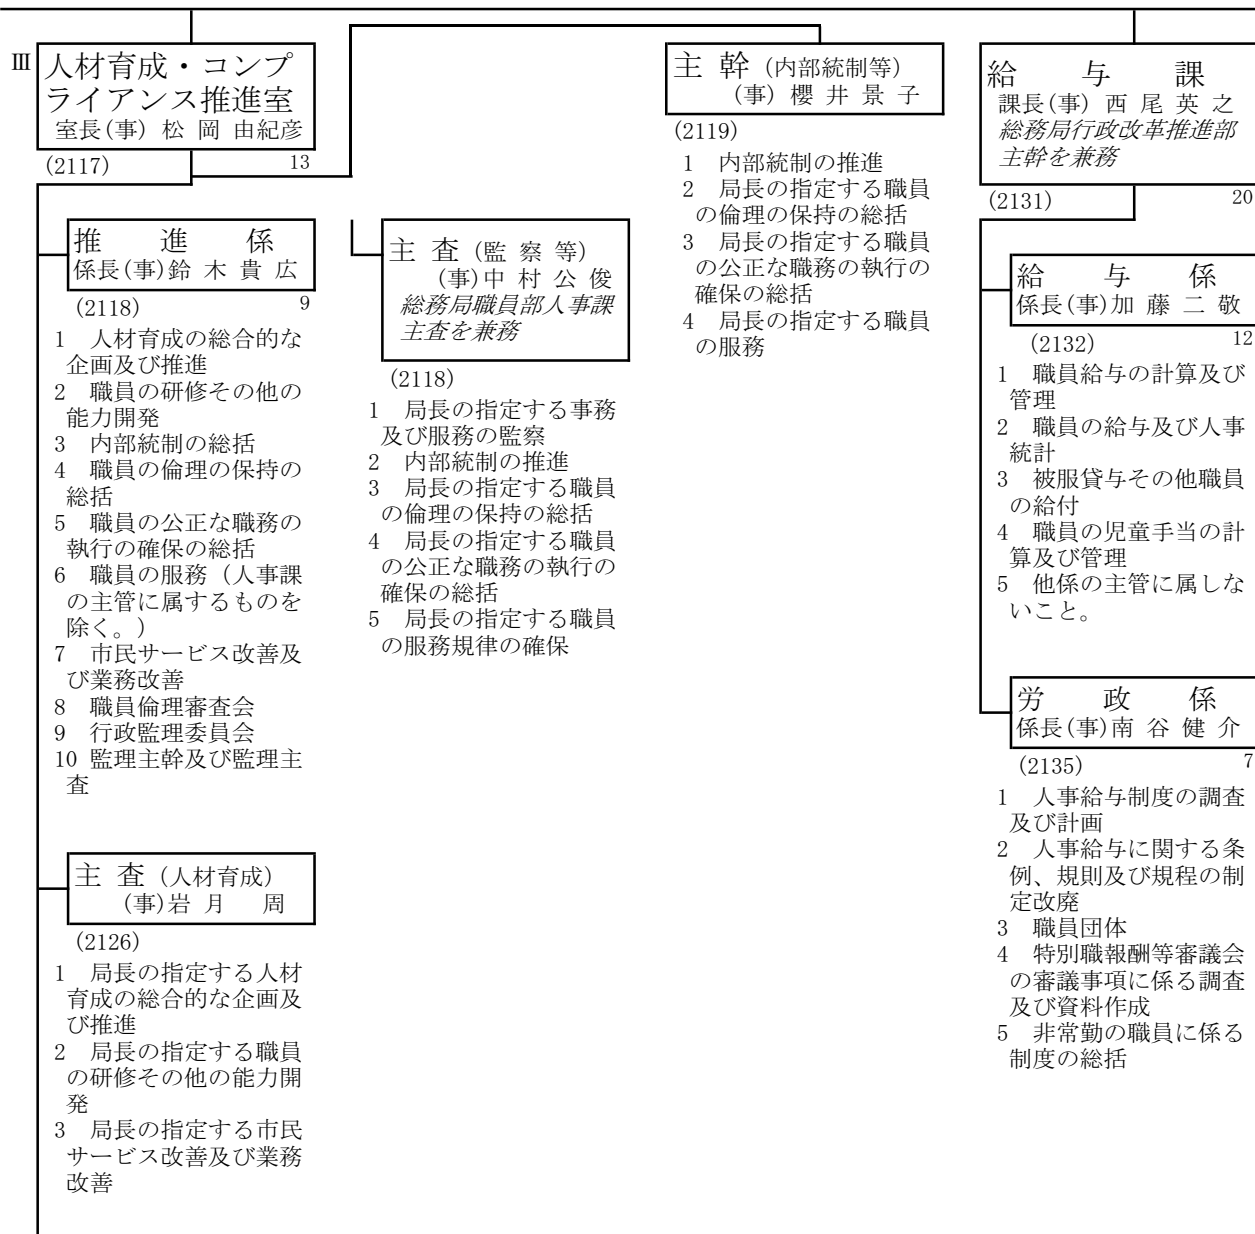 Ⅲ
人材育成・コンプ
ライアンス推進室
室長(事) 松 岡 由紀彦
(2117) 13
推 進 係
係長(事)鈴 木 貴 広
(2118) 9
1 人材育成の総合的な
企画及び推進
2 職員の研修その他の
能力開発
3 内部統制の総括
4 職員の倫理の保持の
総括
5 職員の公正な職務の
執行の確保の総括
6 職員の服務（人事課
の主管に属するものを
除く。）
7 市民サービス改善及
び業務改善
8 職員倫理審査会
9 行政監理委員会
10 監理主幹及び監理主
査
主 査 (人材育成)
(事)岩 月 周
(2126)
1 局長の指定する人材
育成の総合的な企画及
び推進
2 局長の指定する職員
の研修その他の能力開
発
3 局長の指定する市民
サービス改善及び業務
改善
主 査 (監 察 等)
(事)中 村 公 俊
総務局職員部人事課
主査を兼務
(2118)
1 局長の指定する事務
及び服務の監察
2 内部統制の推進
3 局長の指定する職員
の倫理の保持の総括
4 局長の指定する職員
の公正な職務の執行の
確保の総括
5 局長の指定する職員
の服務規律の確保
主 幹 (内部統制等)
(事) 櫻 井 景 子
(2119)
1 内部統制の推進
2 局長の指定する職員
の倫理の保持の総括
3 局長の指定する職員
の公正な職務の執行の
確保の総括
4 局長の指定する職員
の服務
給 与 課
課長(事) 西 尾 英 之
総務局行政改革推進部
主幹を兼務
(2131) 20
給 与 係
係長(事)加 藤 二 敬
(2132) 12
1 職員給与の計算及び
管理
2 職員の給与及び人事
統計
3 被服貸与その他職員
の給付
4 職員の児童手当の計
算及び管理
5 他係の主管に属しな
いこと。
労 政 係
係長(事)南 谷 健 介
(2135) 7
1 人事給与制度の調査
及び計画
2 人事給与に関する条
例、規則及び規程の制
定改廃
3 職員団体
4 特別職報酬等審議会
の審議事項に係る調査
及び資料作成
5 非常勤の職員に係る
制度の総括